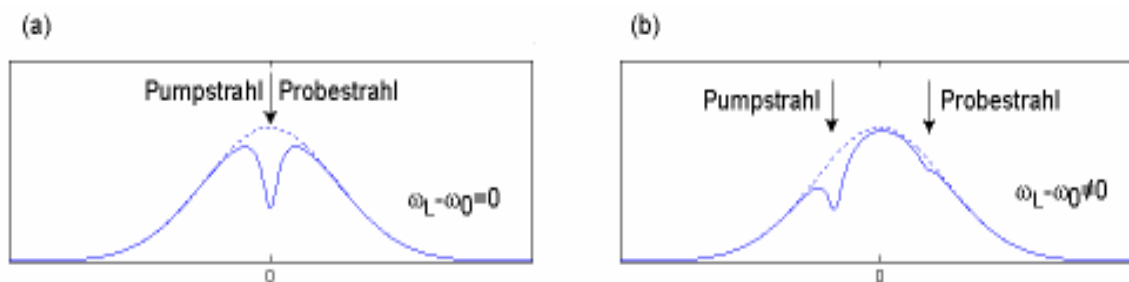 (a)
Pumpstrahl Probestrahl
ωL-ω0=0
0
(b)
Pumpstrahl Probestrahl
ωL-ω0≠0
0